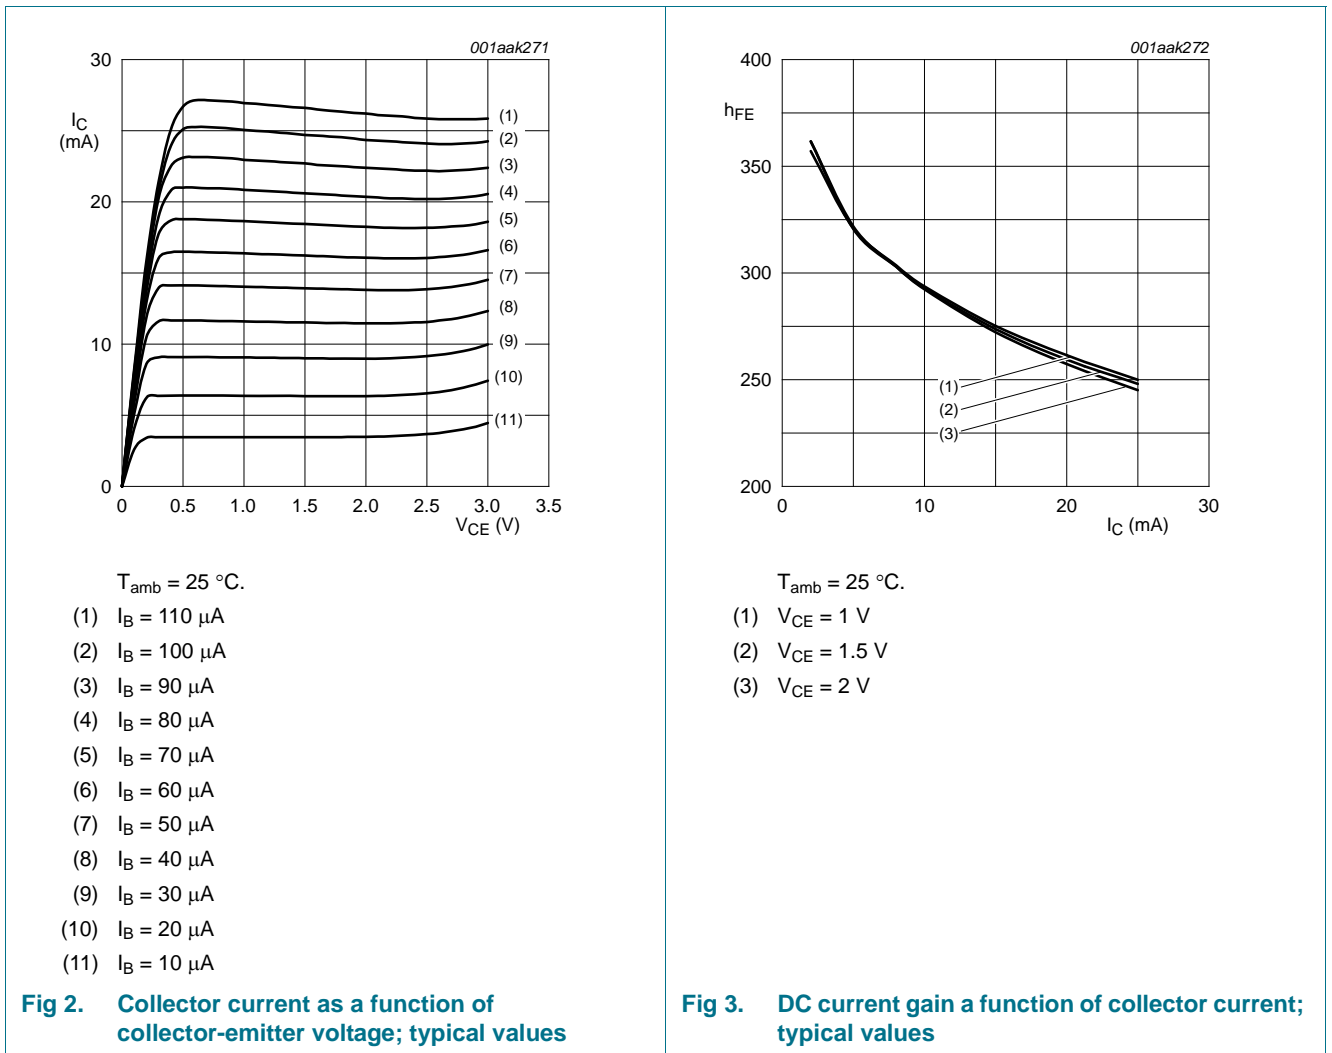 001aak271
30
20
10
0
I_C
(mA)
(1)
(2)
(3)
(4)
(5)
(6)
(7)
(8)
(9)
(10)
(11)
0 0.5 1.0 1.5 2.0 2.5 3.0 3.5
V_CE (V)
T_amb = 25 °C.
(1) I_B = 110 μA
(2) I_B = 100 μA
(3) I_B = 90 μA
(4) I_B = 80 μA
(5) I_B = 70 μA
(6) I_B = 60 μA
(7) I_B = 50 μA
(8) I_B = 40 μA
(9) I_B = 30 μA
(10) I_B = 20 μA
(11) I_B = 10 μA
Fig 2. Collector current as a function of
collector-emitter voltage; typical values
001aak272
400
350
300
250
200
h_FE
(1)
(2)
(3)
0 10 20 30
I_C (mA)
T_amb = 25 °C.
(1) V_CE = 1 V
(2) V_CE = 1.5 V
(3) V_CE = 2 V
Fig 3. DC current gain a function of collector current;
typical values